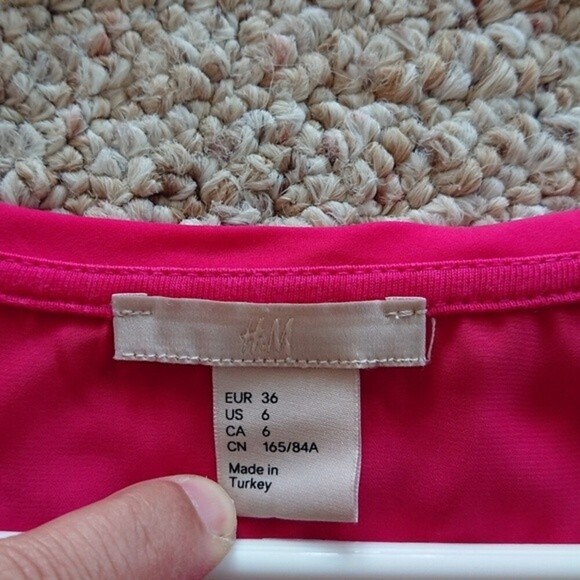 H&M
EUR 36
US 6
CA 6
CN 165/84A
Made in
Turkey